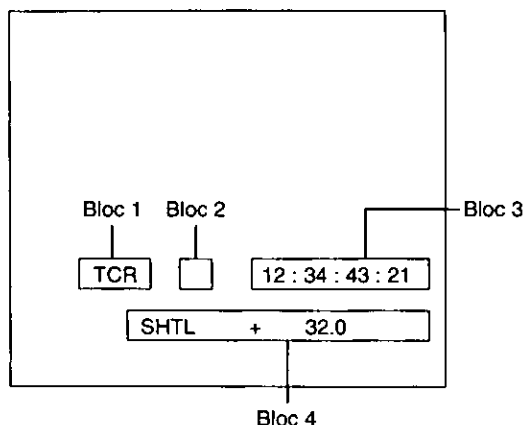 Bloc 1 Bloc 2
Bloc 3
TCR 12 : 34 : 43 : 21
SHTL + 32.0
Bloc 4